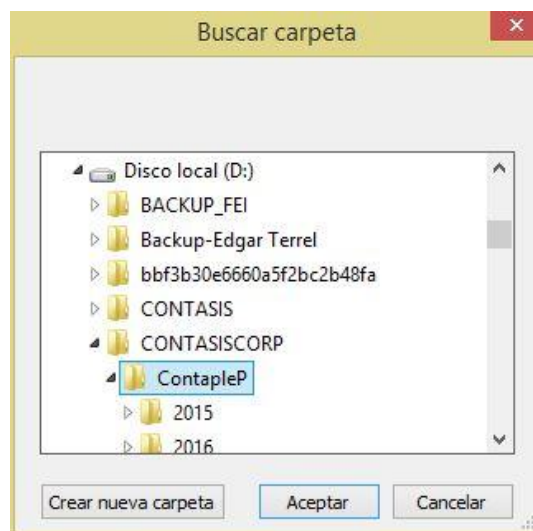 Buscar carpeta
Disco local (D:)
BACKUP_FEI
Backup-Edgar Terrel
bbf3b30e6660a5f2bc2b48fa
CONTASIS
CONTASISCORP
ContapleP
2015
2016
Crear nueva carpeta Aceptar Cancelar